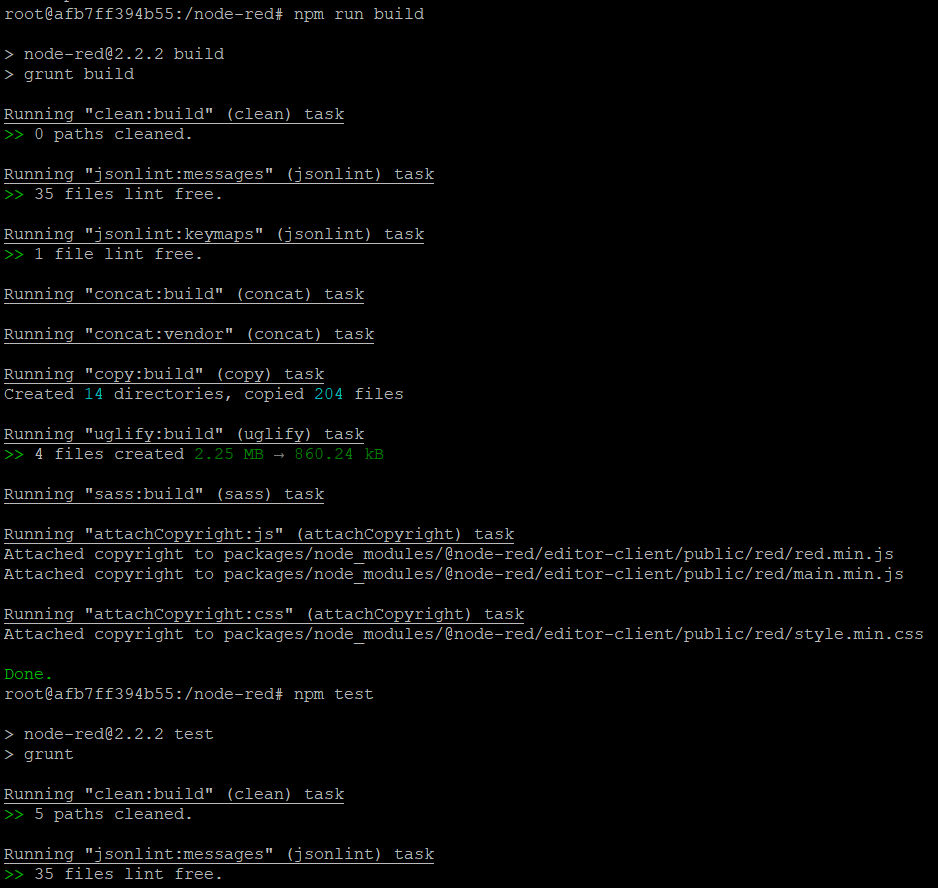 root@afb7ff394b55:/node-red# npm run build
> node-red@2.2.2 build
> grunt build
Running "clean:build" (clean) task
>> 0 paths cleaned.
Running "jsonlint:messages" (jsonlint) task
>> 35 files lint free.
Running "jsonlint:keymaps" (jsonlint) task
>> 1 file lint free.
Running "concat:build" (concat) task
Running "concat:vendor" (concat) task
Running "copy:build" (copy) task
Created 14 directories, copied 204 files
Running "uglify:build" (uglify) task
>> 4 files created 2.25 MB → 860.24 kB
Running "sass:build" (sass) task
Running "attachCopyright:js" (attachCopyright) task
Attached copyright to packages/node_modules/@node-red/editor-client/public/red/red.min.js
Attached copyright to packages/node_modules/@node-red/editor-client/public/red/main.min.js
Running "attachCopyright:css" (attachCopyright) task
Attached copyright to packages/node_modules/@node-red/editor-client/public/red/style.min.css
Done.
root@afb7ff394b55:/node-red# npm test
> node-red@2.2.2 test
> grunt
Running "clean:build" (clean) task
>> 5 paths cleaned.
Running "jsonlint:messages" (jsonlint) task
>> 35 files lint free.